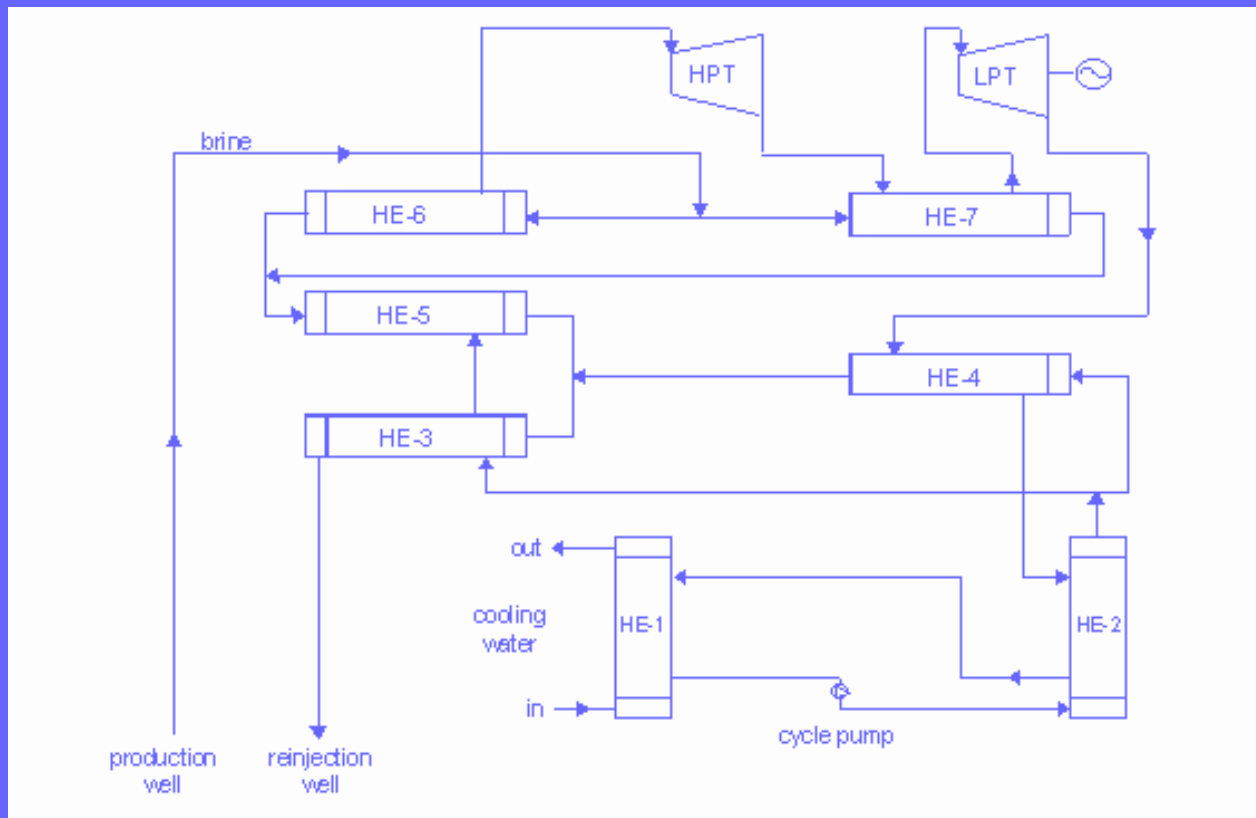 HPT
LPT
brine
HE-6
HE-7
HE-5
HE-4
HE-3
out
cooling
water
HE-1
HE-2
in
cycle pump
production
well
reinjection
well